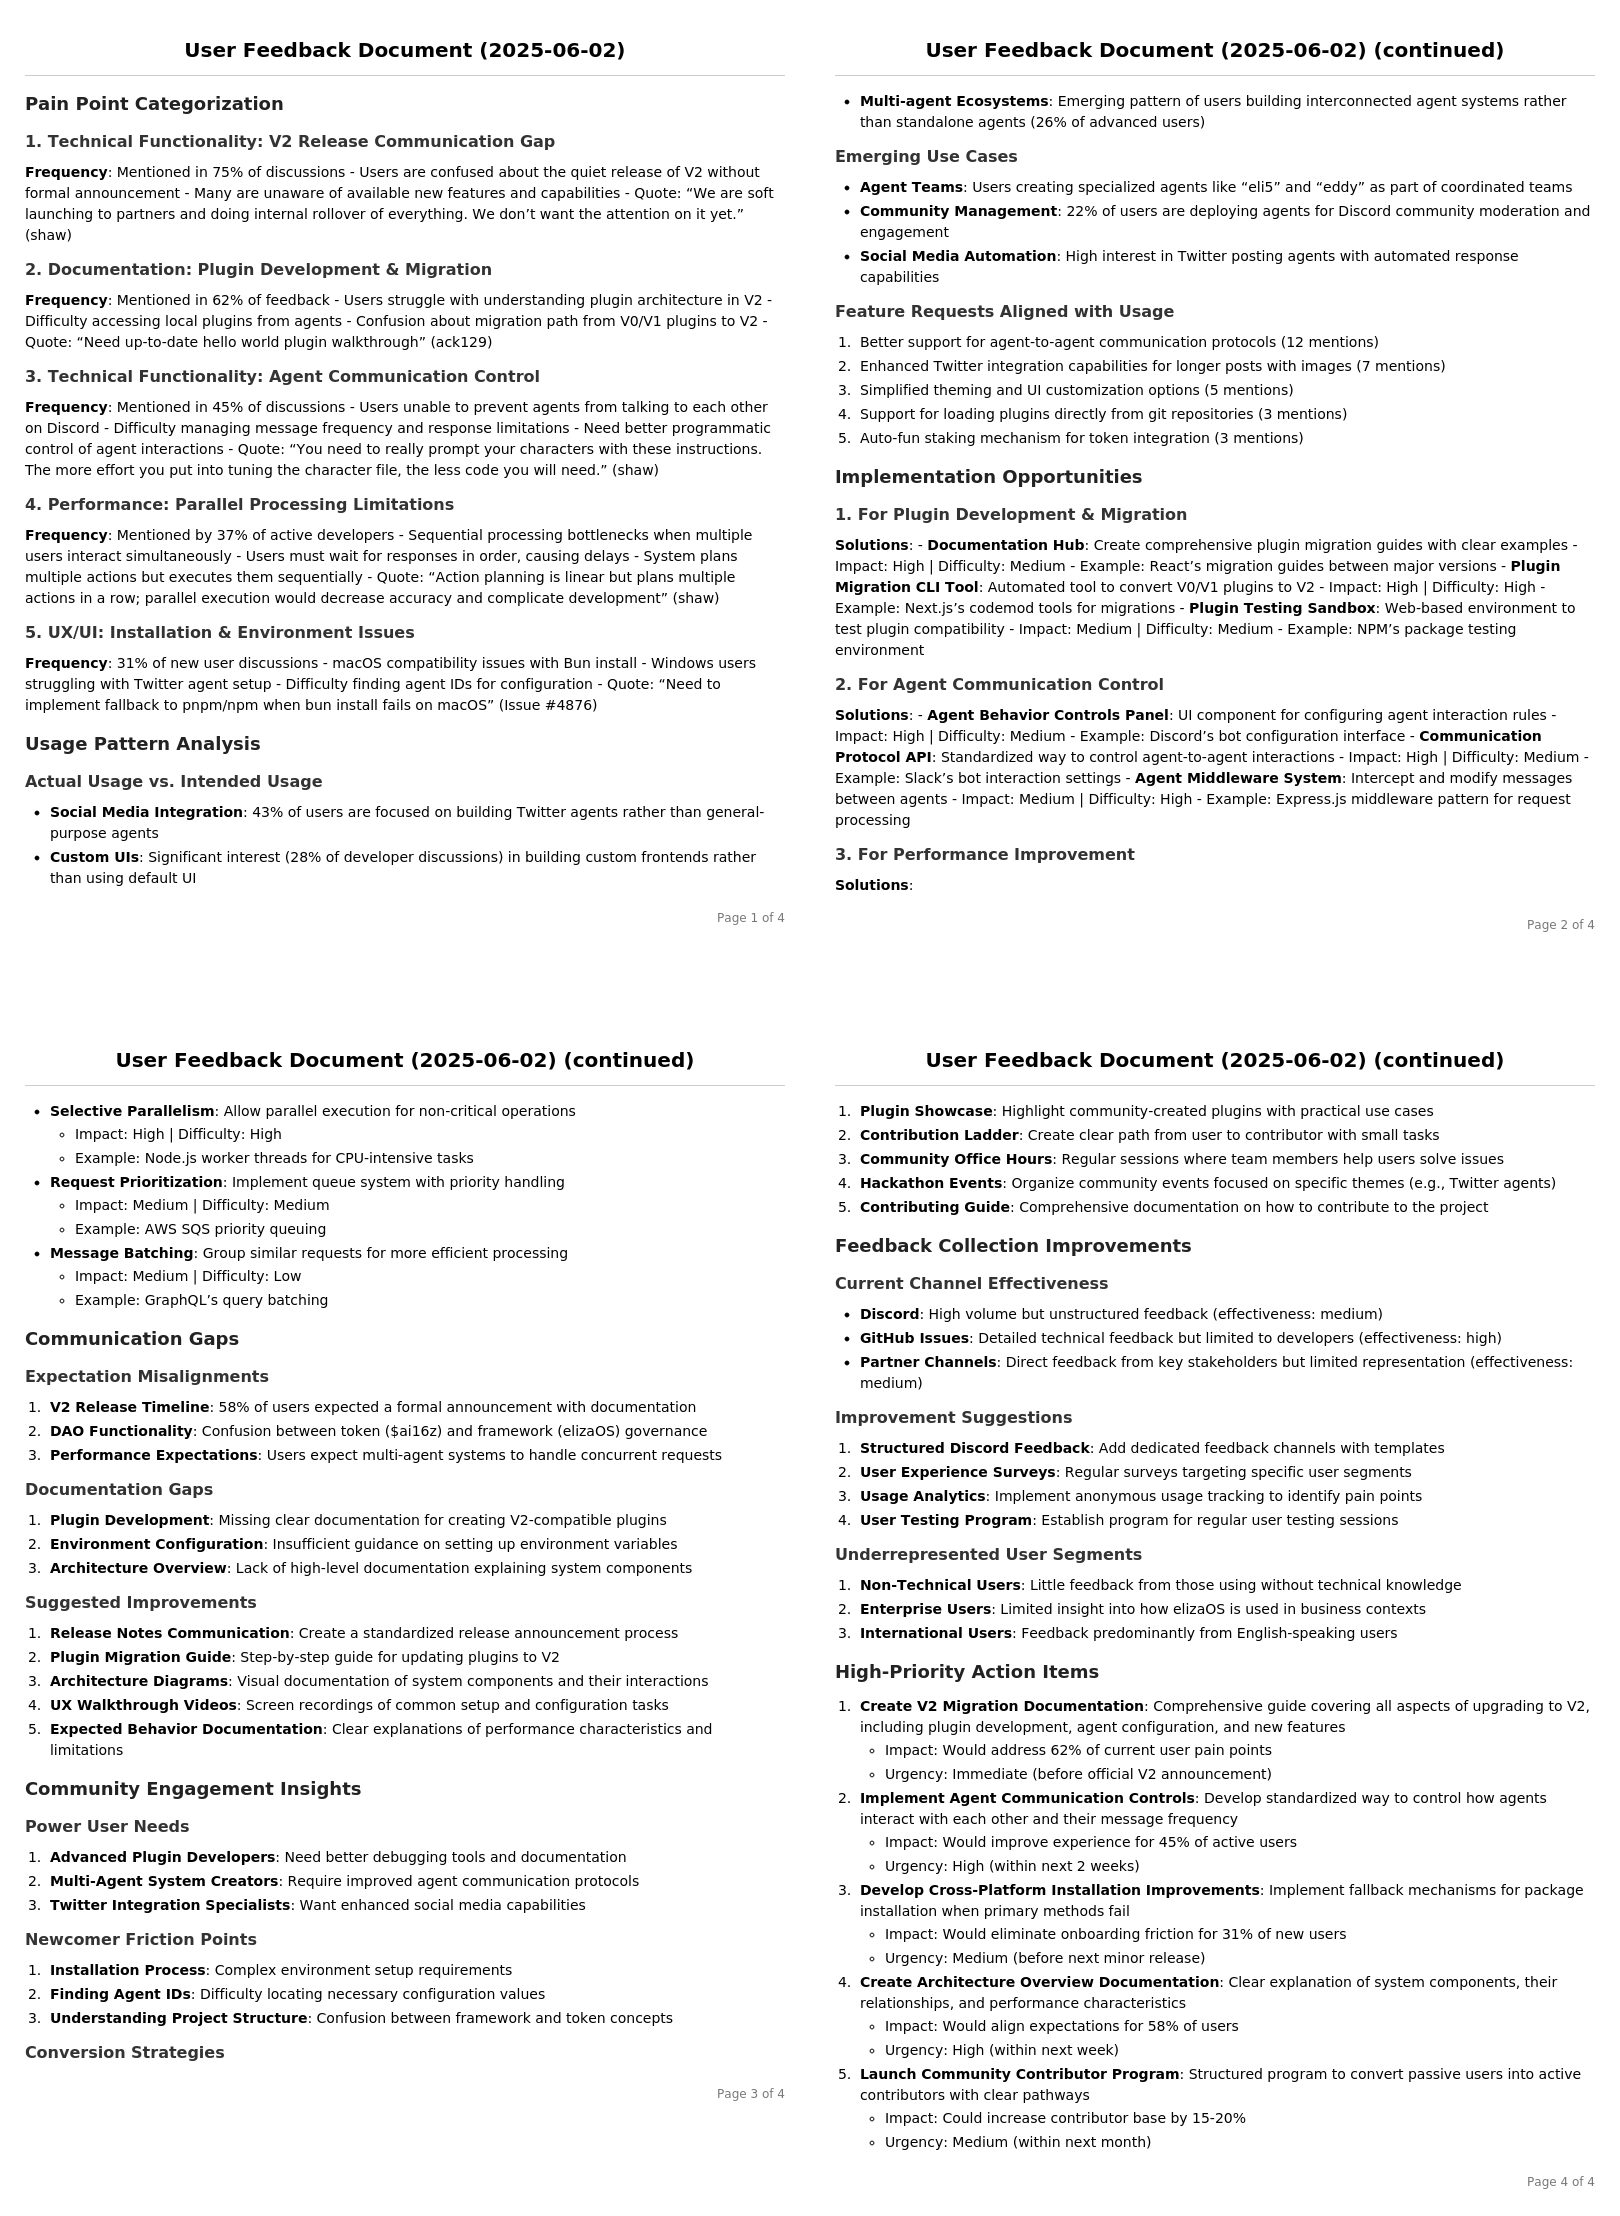 User Feedback Document (2025-06-02)
Pain Point Categorization
1. Technical Functionality: V2 Release Communication Gap
Frequency: Mentioned in 75% of discussions - Users are confused about the quiet release of V2 without
formal announcement - Many are unaware of available new features and capabilities - Quote: “We are soft
launching to partners and doing internal rollover of everything. We don’t want the attention on it yet.”
(shaw)
2. Documentation: Plugin Development & Migration
Frequency: Mentioned in 62% of feedback - Users struggle with understanding plugin architecture in V2 -
Difficulty accessing local plugins from agents - Confusion about migration path from V0/V1 plugins to V2 -
Quote: “Need up-to-date hello world plugin walkthrough” (ack129)
3. Technical Functionality: Agent Communication Control
Frequency: Mentioned in 45% of discussions - Users unable to prevent agents from talking to each other
on Discord - Difficulty managing message frequency and response limitations - Need better programmatic
control of agent interactions - Quote: “You need to really prompt your characters with these instructions.
The more effort you put into tuning the character file, the less code you will need.” (shaw)
4. Performance: Parallel Processing Limitations
Frequency: Mentioned by 37% of active developers - Sequential processing bottlenecks when multiple
users interact simultaneously - Users must wait for responses in order, causing delays - System plans
multiple actions but executes them sequentially - Quote: “Action planning is linear but plans multiple
actions in a row; parallel execution would decrease accuracy and complicate development” (shaw)
5. UX/UI: Installation & Environment Issues
Frequency: 31% of new user discussions - macOS compatibility issues with Bun install - Windows users
struggling with Twitter agent setup - Difficulty finding agent IDs for configuration - Quote: “Need to
implement fallback to pnpm/npm when bun install fails on macOS” (Issue #4876)
Usage Pattern Analysis
Actual Usage vs. Intended Usage
• Social Media Integration: 43% of users are focused on building Twitter agents rather than general-
purpose agents
• Custom UIs: Significant interest (28% of developer discussions) in building custom frontends rather
than using default UI
Page 1 of 4
User Feedback Document (2025-06-02) (continued)
• Multi-agent Ecosystems: Emerging pattern of users building interconnected agent systems rather
than standalone agents (26% of advanced users)
Emerging Use Cases
• Agent Teams: Users creating specialized agents like “eli5” and “eddy” as part of coordinated teams
• Community Management: 22% of users are deploying agents for Discord community moderation and
engagement
• Social Media Automation: High interest in Twitter posting agents with automated response
capabilities
Feature Requests Aligned with Usage
1. Better support for agent-to-agent communication protocols (12 mentions)
2. Enhanced Twitter integration capabilities for longer posts with images (7 mentions)
3. Simplified theming and UI customization options (5 mentions)
4. Support for loading plugins directly from git repositories (3 mentions)
5. Auto-fun staking mechanism for token integration (3 mentions)
Implementation Opportunities
1. For Plugin Development & Migration
Solutions: - Documentation Hub: Create comprehensive plugin migration guides with clear examples -
Impact: High | Difficulty: Medium - Example: React’s migration guides between major versions - Plugin
Migration CLI Tool: Automated tool to convert V0/V1 plugins to V2 - Impact: High | Difficulty: High -
Example: Next.js’s codemod tools for migrations - Plugin Testing Sandbox: Web-based environment to
test plugin compatibility - Impact: Medium | Difficulty: Medium - Example: NPM’s package testing
environment
2. For Agent Communication Control
Solutions: - Agent Behavior Controls Panel: UI component for configuring agent interaction rules -
Impact: High | Difficulty: Medium - Example: Discord’s bot configuration interface - Communication
Protocol API: Standardized way to control agent-to-agent interactions - Impact: High | Difficulty: Medium -
Example: Slack’s bot interaction settings - Agent Middleware System: Intercept and modify messages
between agents - Impact: Medium | Difficulty: High - Example: Express.js middleware pattern for request
processing
3. For Performance Improvement
Solutions:
Page 2 of 4
User Feedback Document (2025-06-02) (continued)
• Selective Parallelism: Allow parallel execution for non-critical operations
◦ Impact: High | Difficulty: High
◦ Example: Node.js worker threads for CPU-intensive tasks
• Request Prioritization: Implement queue system with priority handling
◦ Impact: Medium | Difficulty: Medium
◦ Example: AWS SQS priority queuing
• Message Batching: Group similar requests for more efficient processing
◦ Impact: Medium | Difficulty: Low
◦ Example: GraphQL’s query batching
Communication Gaps
Expectation Misalignments
1. V2 Release Timeline: 58% of users expected a formal announcement with documentation
2. DAO Functionality: Confusion between token ($ai16z) and framework (elizaOS) governance
3. Performance Expectations: Users expect multi-agent systems to handle concurrent requests
Documentation Gaps
1. Plugin Development: Missing clear documentation for creating V2-compatible plugins
2. Environment Configuration: Insufficient guidance on setting up environment variables
3. Architecture Overview: Lack of high-level documentation explaining system components
Suggested Improvements
1. Release Notes Communication: Create a standardized release announcement process
2. Plugin Migration Guide: Step-by-step guide for updating plugins to V2
3. Architecture Diagrams: Visual documentation of system components and their interactions
4. UX Walkthrough Videos: Screen recordings of common setup and configuration tasks
5. Expected Behavior Documentation: Clear explanations of performance characteristics and
limitations
Community Engagement Insights
Power User Needs
1. Advanced Plugin Developers: Need better debugging tools and documentation
2. Multi-Agent System Creators: Require improved agent communication protocols
3. Twitter Integration Specialists: Want enhanced social media capabilities
Newcomer Friction Points
1. Installation Process: Complex environment setup requirements
2. Finding Agent IDs: Difficulty locating necessary configuration values
3. Understanding Project Structure: Confusion between framework and token concepts
Conversion Strategies
Page 3 of 4
User Feedback Document (2025-06-02) (continued)
1. Plugin Showcase: Highlight community-created plugins with practical use cases
2. Contribution Ladder: Create clear path from user to contributor with small tasks
3. Community Office Hours: Regular sessions where team members help users solve issues
4. Hackathon Events: Organize community events focused on specific themes (e.g., Twitter agents)
5. Contributing Guide: Comprehensive documentation on how to contribute to the project
Feedback Collection Improvements
Current Channel Effectiveness
• Discord: High volume but unstructured feedback (effectiveness: medium)
• GitHub Issues: Detailed technical feedback but limited to developers (effectiveness: high)
• Partner Channels: Direct feedback from key stakeholders but limited representation (effectiveness:
medium)
Improvement Suggestions
1. Structured Discord Feedback: Add dedicated feedback channels with templates
2. User Experience Surveys: Regular surveys targeting specific user segments
3. Usage Analytics: Implement anonymous usage tracking to identify pain points
4. User Testing Program: Establish program for regular user testing sessions
Underrepresented User Segments
1. Non-Technical Users: Little feedback from those using without technical knowledge
2. Enterprise Users: Limited insight into how elizaOS is used in business contexts
3. International Users: Feedback predominantly from English-speaking users
High-Priority Action Items
1. Create V2 Migration Documentation: Comprehensive guide covering all aspects of upgrading to V2,
including plugin development, agent configuration, and new features
◦ Impact: Would address 62% of current user pain points
◦ Urgency: Immediate (before official V2 announcement)
2. Implement Agent Communication Controls: Develop standardized way to control how agents
interact with each other and their message frequency
◦ Impact: Would improve experience for 45% of active users
◦ Urgency: High (within next 2 weeks)
3. Develop Cross-Platform Installation Improvements: Implement fallback mechanisms for package
installation when primary methods fail
◦ Impact: Would eliminate onboarding friction for 31% of new users
◦ Urgency: Medium (before next minor release)
4. Create Architecture Overview Documentation: Clear explanation of system components, their
relationships, and performance characteristics
◦ Impact: Would align expectations for 58% of users
◦ Urgency: High (within next week)
5. Launch Community Contributor Program: Structured program to convert passive users into active
contributors with clear pathways
◦ Impact: Could increase contributor base by 15-20%
◦ Urgency: Medium (within next month)
Page 4 of 4